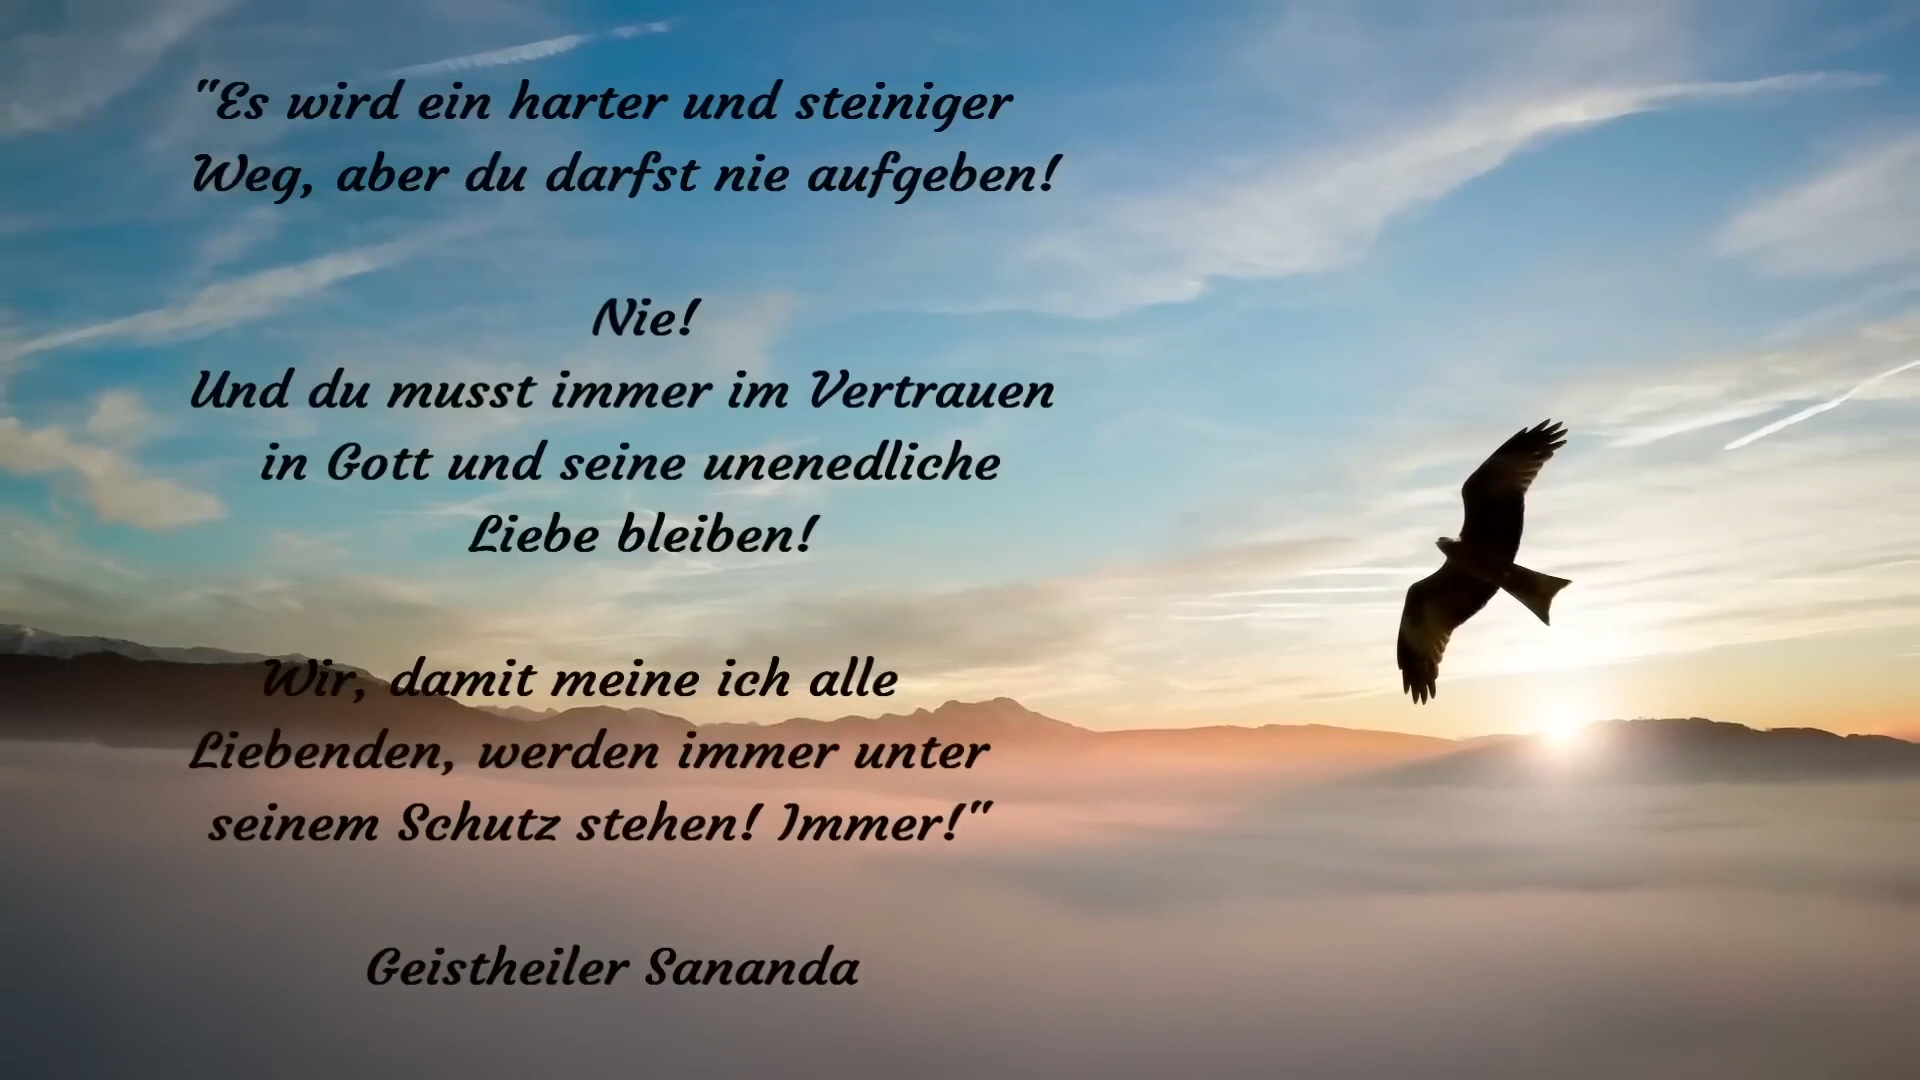 "Es wird ein harter und steiniger
Weg, aber du darfst nie aufgeben!
Nie!
Und du musst immer im Vertrauen
in Gott und seine unenedliche
Liebe bleiben!
Wir, damit meine ich alle
Liebenden, werden immer unter
seinem Schutz stehen! Immer!"
Geistheiler Sananda